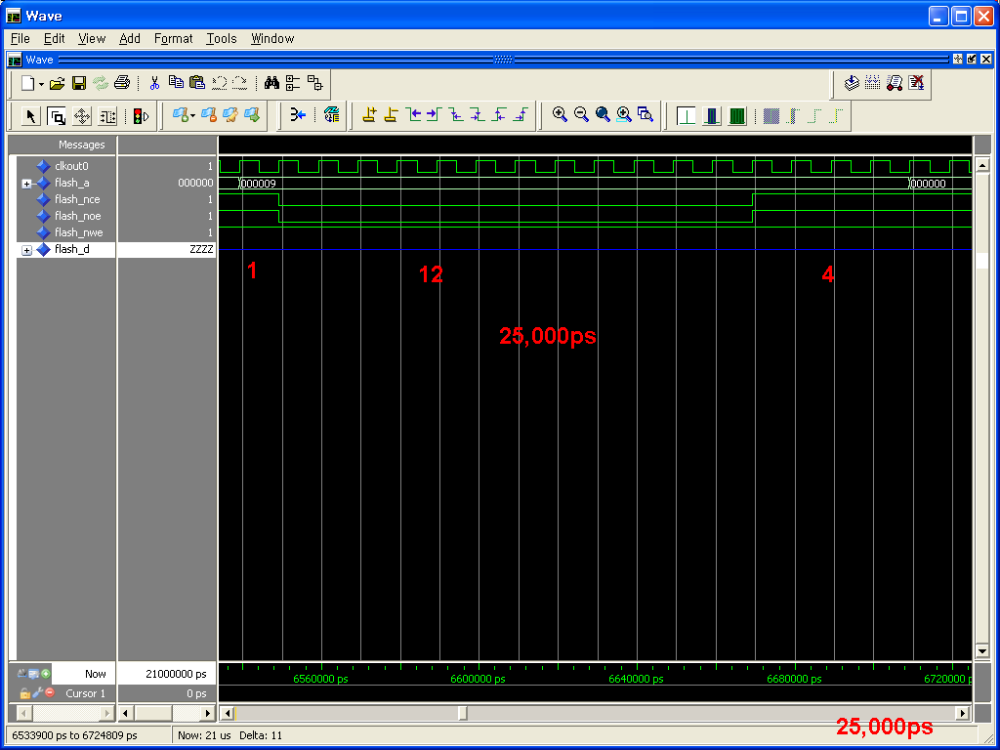 Wave
File Edit View Add Format Tools Window
Wave
Messages
clkout0 1
flash_a 000000 000009 000000
flash_nce 1
flash_noe 1
flash_nwe 1
flash_d ZZZZ
1 12 4
25,000ps
Now 21000000 ps 6560000 ps 6600000 ps 6640000 ps 6680000 ps 6720000 p
Cursor 1 0 ps
25,000ps
6533900 ps to 6724809 ps Now: 21 us Delta: 11